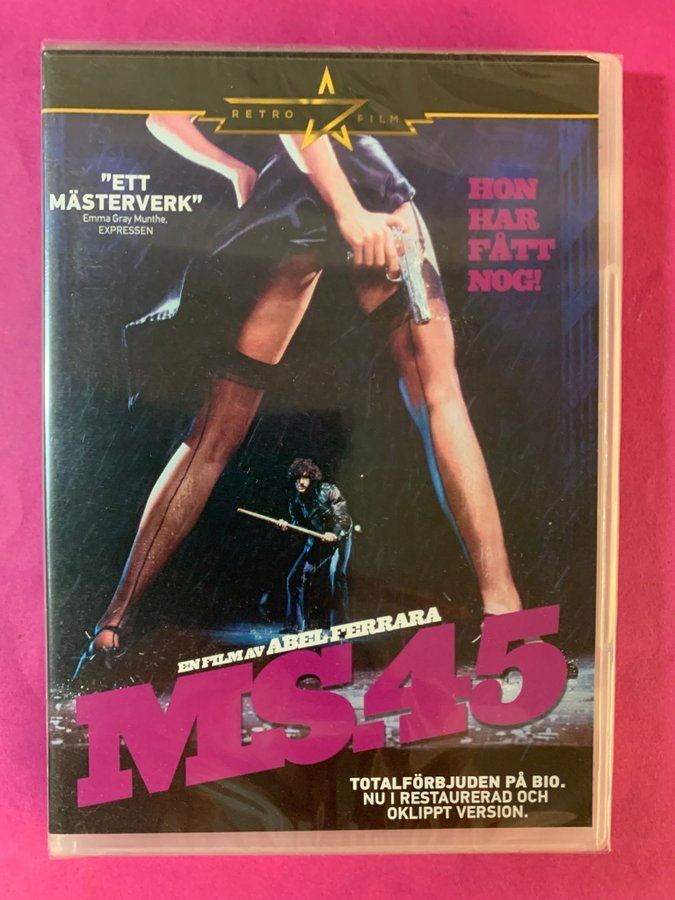 RETRO FILM
"ETT
MÄSTERVERK"
Emma Gray Munthe,
EXPRESSEN
HON
HAR
FÅTT
NOG!
EN FILM AV ABEL FERRARA
MS.45
TOTALFÖRBJUDEN PÅ BIO.
NU I RESTAURERAD OCH
OKLIPPT VERSION.